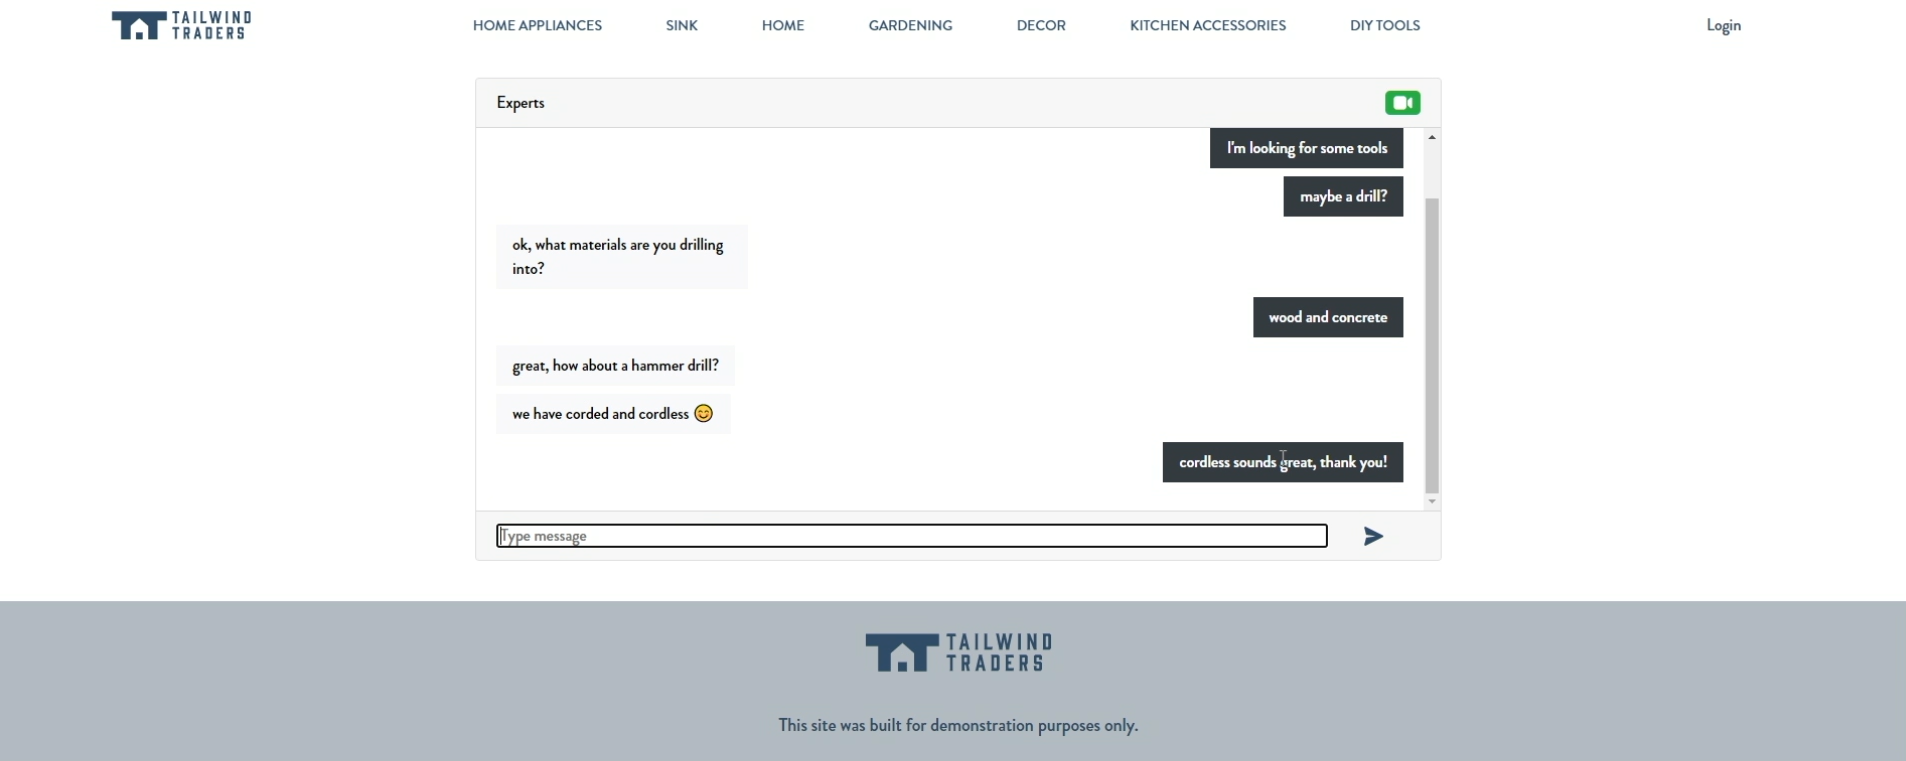 TAILWIND
TRADERS
HOME APPLIANCES
SINK
HOME
GARDENING
DECOR
KITCHEN ACCESSORIES
DIY TOOLS
Login
Experts
I'm looking for some tools
maybe a drill?
ok, what materials are you drilling
into?
wood and concrete
great, how about a hammer drill?
we have corded and cordless 😊
cordless sounds great, thank you!
Type message
TAILWIND
TRADERS
This site was built for demonstration purposes only.